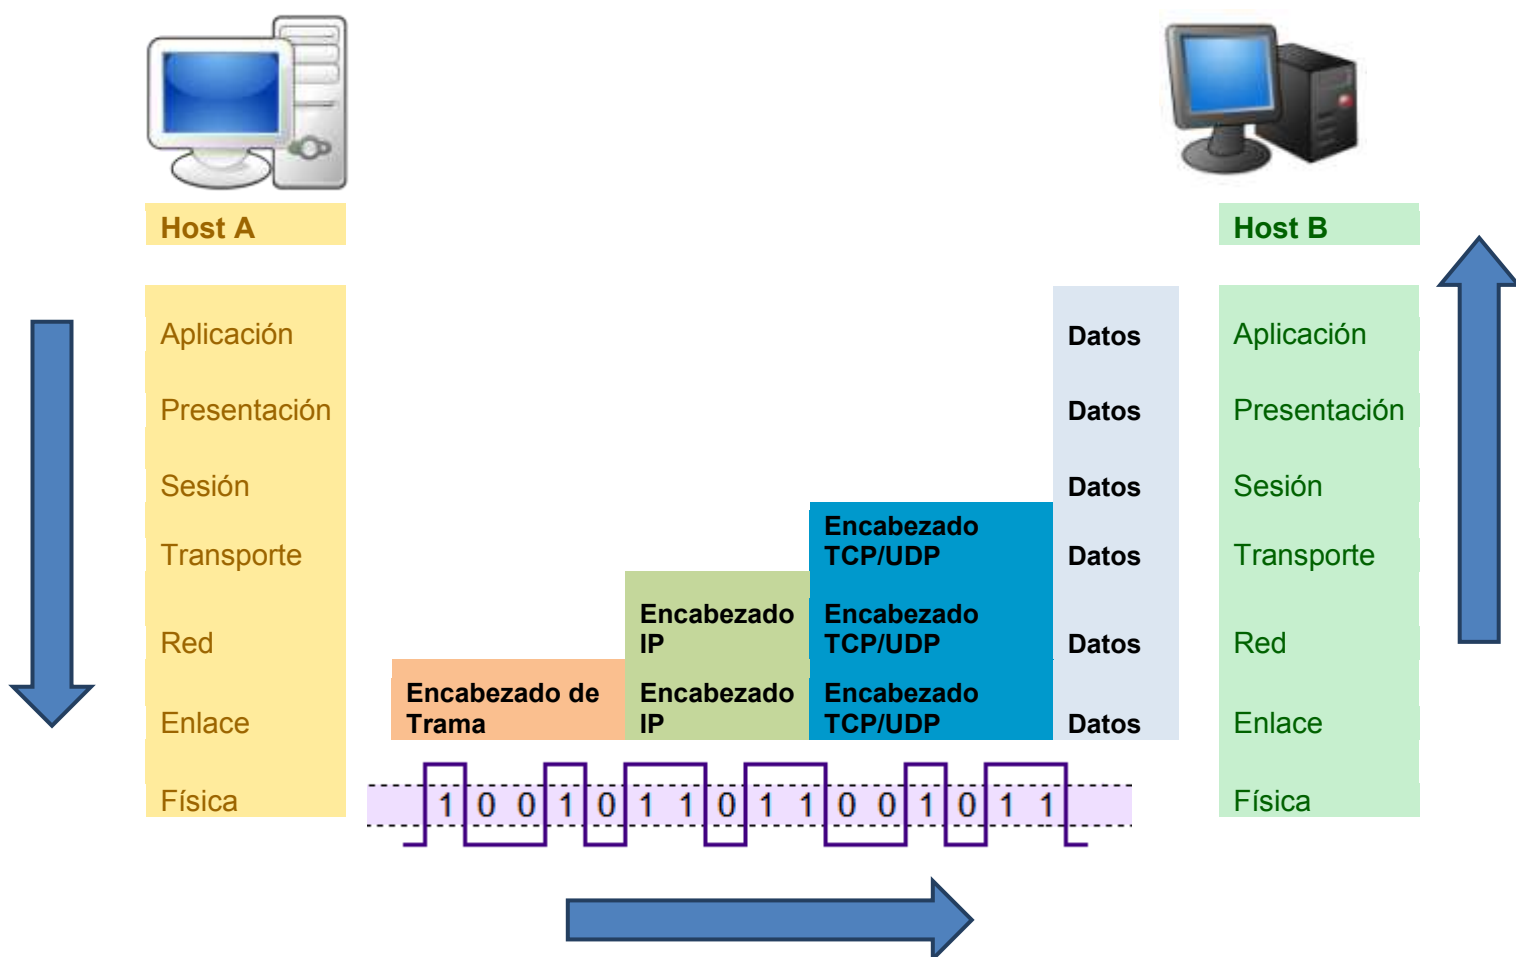 Host A
Host B
Aplicación
Datos
Aplicación
Presentación
Datos
Presentación
Sesión
Datos
Sesión
Transporte
Encabezado
TCP/UDP
Datos
Transporte
Red
Encabezado
IP
Encabezado
TCP/UDP
Datos
Red
Enlace
Encabezado de
Trama
Encabezado
IP
Encabezado
TCP/UDP
Datos
Enlace
Física
1 0 0 1 0 1 1 0 1 1 0 0 1 0 1 1
Física